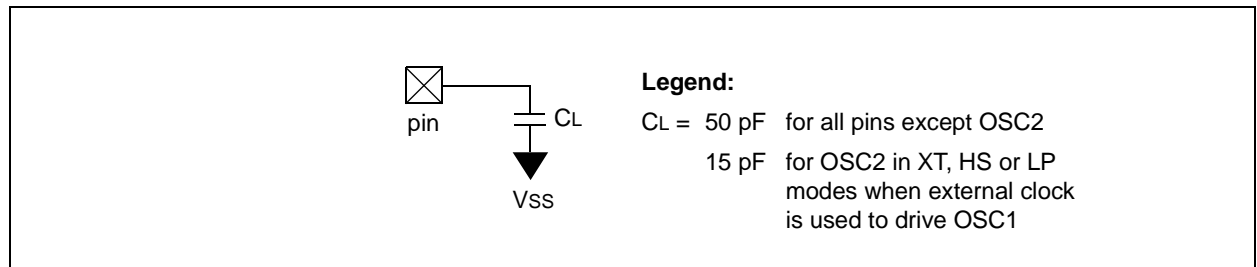 pin
CL
VSS
Legend:
CL = 50 pF for all pins except OSC2
15 pF for OSC2 in XT, HS or LP
modes when external clock
is used to drive OSC1